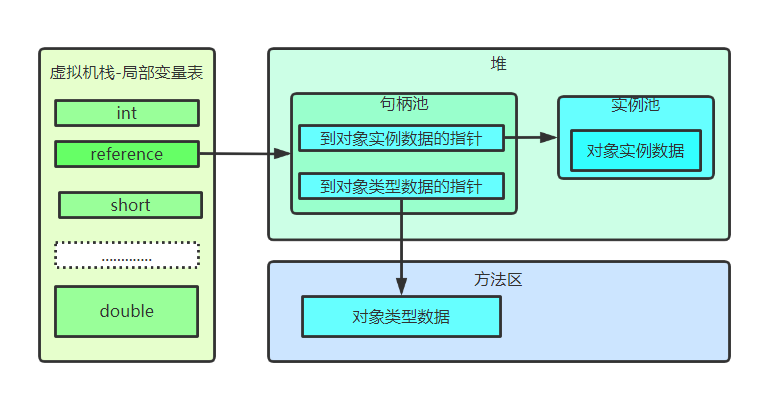 虚拟机栈-局部变量表
int
reference
short
.............
double
堆
句柄池
到对象实例数据的指针
到对象类型数据的指针
实例池
对象实例数据
方法区
对象类型数据